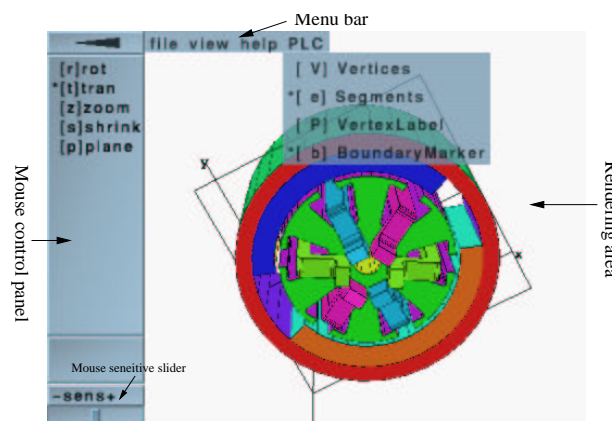 Menu bar
file view help PLC
[r]rot
*[t]tran
[z]zoom
[s]shrink
[p]plane
[ V] Vertices
*[ e] Segments
[ P] VertexLabel
*[ b] BoundaryMarker
y
x
Mouse control panel
Rendering area
Mouse seneitive slider
-sens+